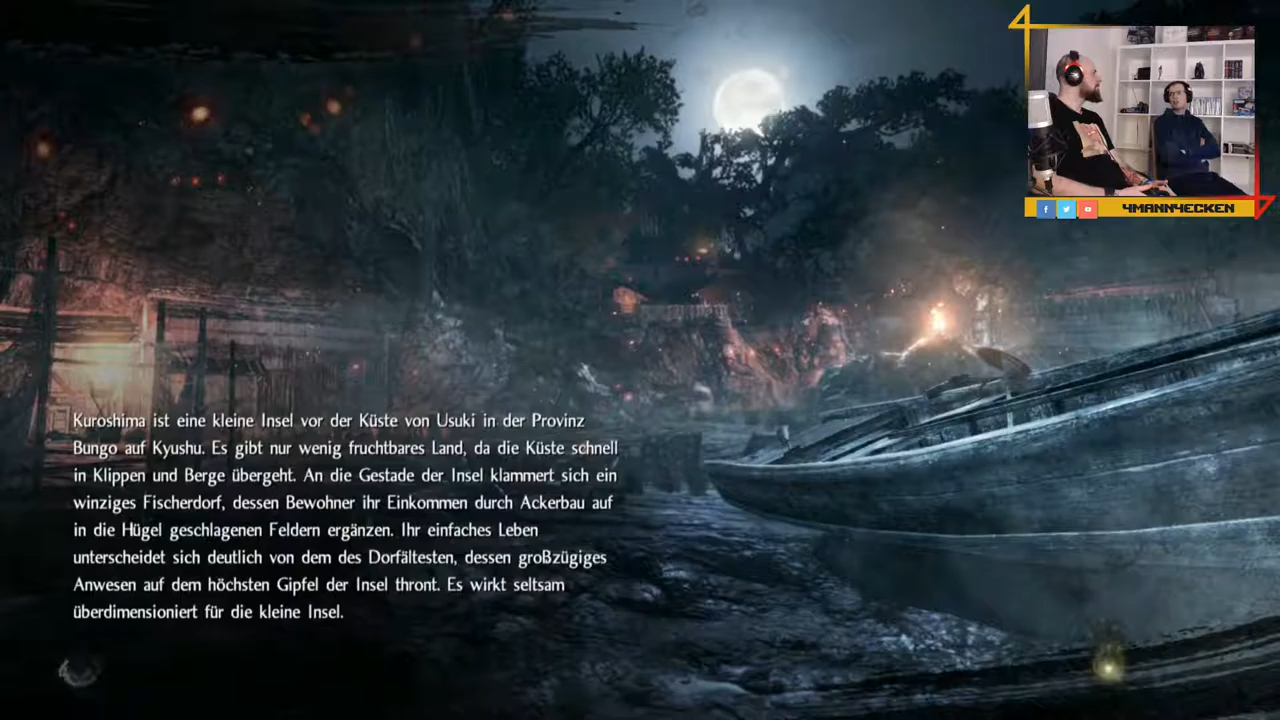 4MANN4ECKEN
Kuroshima ist eine kleine Insel vor der Küste von Usuki in der Provinz
Bungo auf Kyushu. Es gibt nur wenig fruchtbares Land, da die Küste schnell
in Klippen und Berge übergeht. An die Gestade der Insel klammert sich ein
winziges Fischerdorf, dessen Bewohner ihr Einkommen durch Ackerbau auf
in die Hügel geschlagenen Feldern ergänzen. Ihr einfaches Leben
unterscheidet sich deutlich von dem des Dorfältesten, dessen großzügiges
Anwesen auf dem höchsten Gipfel der Insel thront. Es wirkt seltsam
überdimensioniert für die kleine Insel.